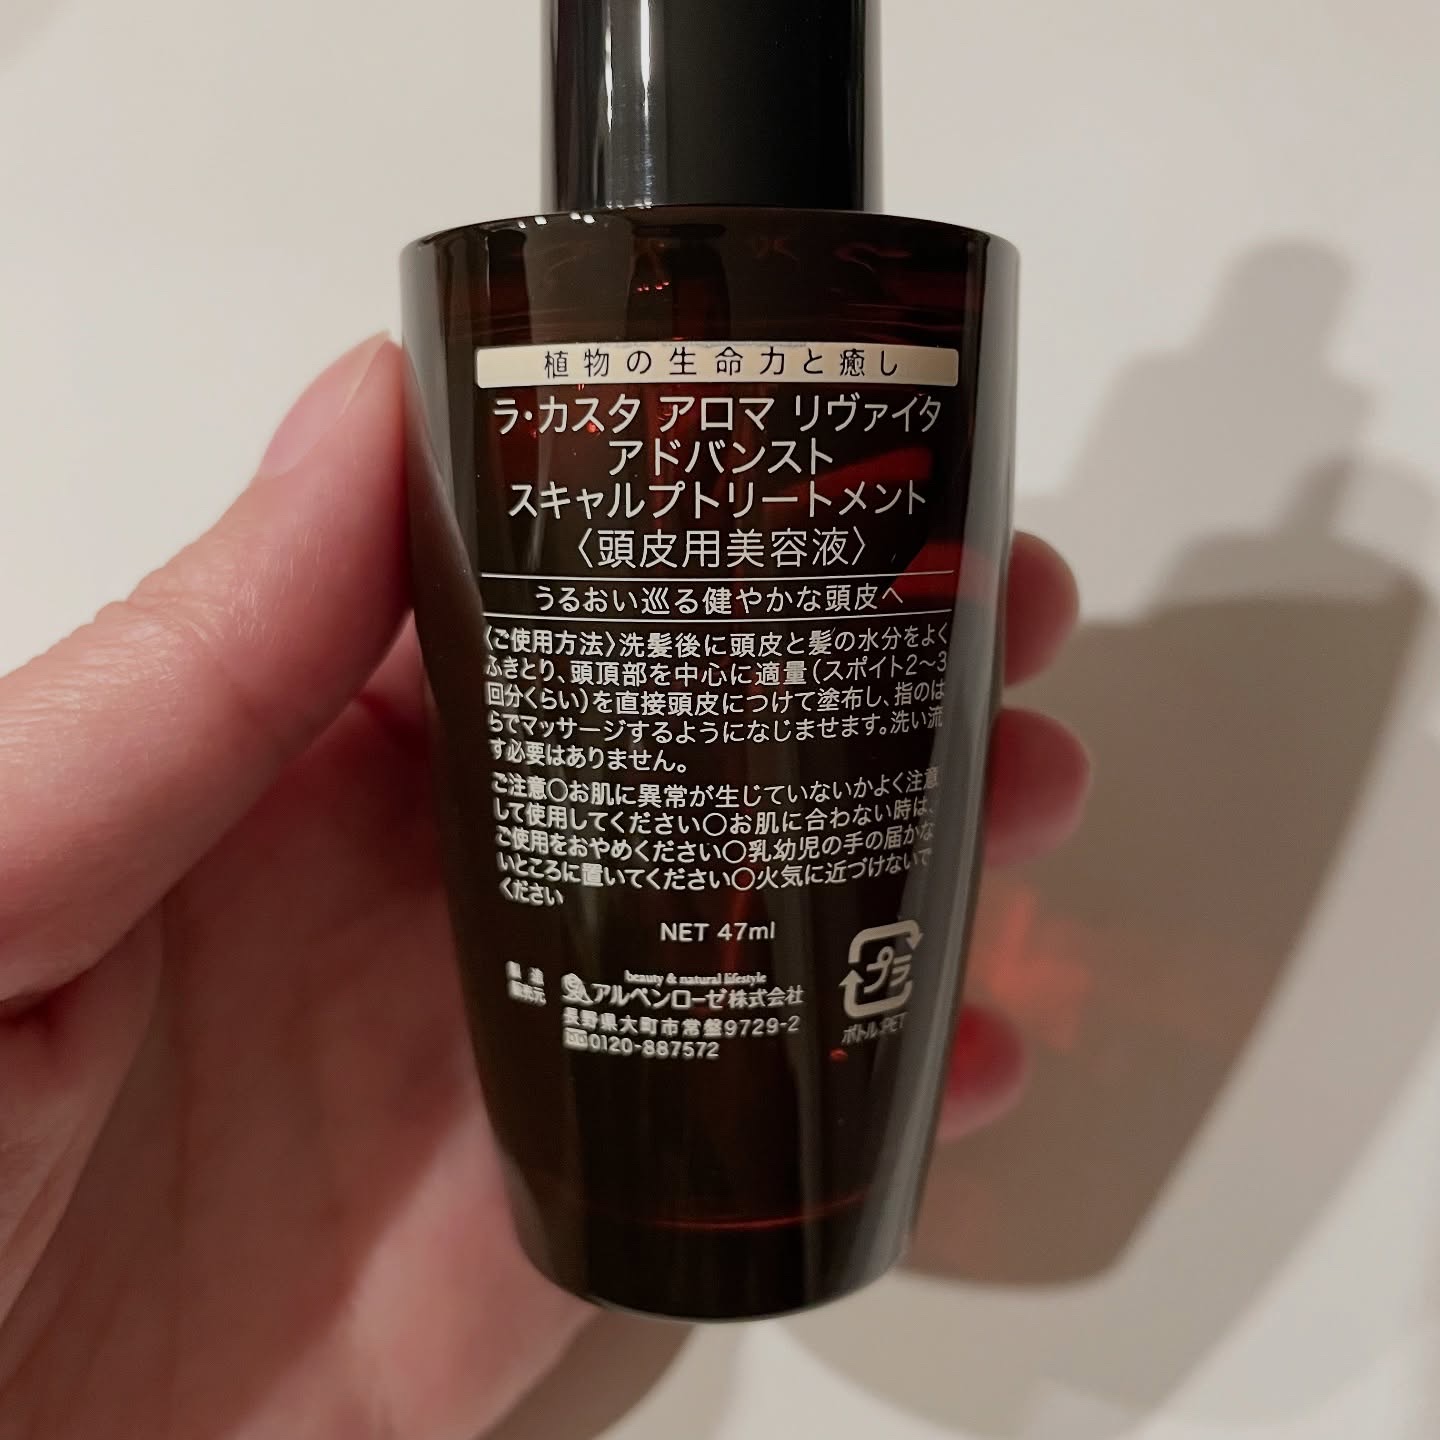 植物の生命力と癒し
ラ・カスタ アロマ リヴァイタ
アドバンスト
スキャルプトリートメント
〈頭皮用美容液〉
うるおい巡る健やかな頭皮へ
〈ご使用方法〉洗髪後に頭皮と髪の水分をよく
ふきとり、頭頂部を中心に適量(スポイト2〜3
回分くらい)を直接頭皮につけて塗布し、指のは
らでマッサージするようになじませます。洗い流
す必要はありません。
ご注意○お肌に異常が生じていないかよく注意
して使用してください○お肌に合わない時は、
ご使用をおやめください○乳幼児の手の届かな
いところに置いてください○火気に近づけないで
ください
NET 47ml
beauty & natural lifestyle
製造
販売元
アルペンローゼ株式会社
長野県大町市常盤9729-2
0120-887572
プラ
ボトル:PET